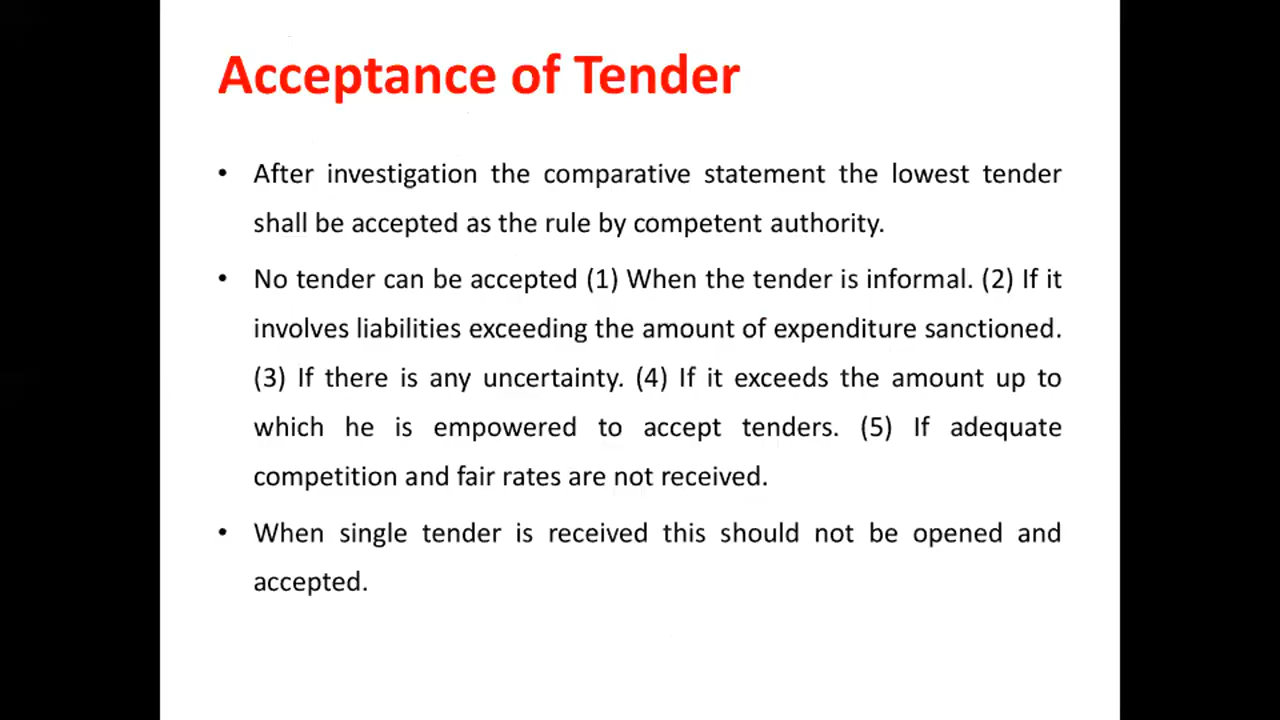 Acceptance of Tender
• After investigation the comparative statement the lowest tender
shall be accepted as the rule by competent authority.
• No tender can be accepted (1) When the tender is informal. (2) If it
involves liabilities exceeding the amount of expenditure sanctioned.
(3) If there is any uncertainty. (4) If it exceeds the amount up to
which he is empowered to accept tenders. (5) If adequate
competition and fair rates are not received.
• When single tender is received this should not be opened and
accepted.